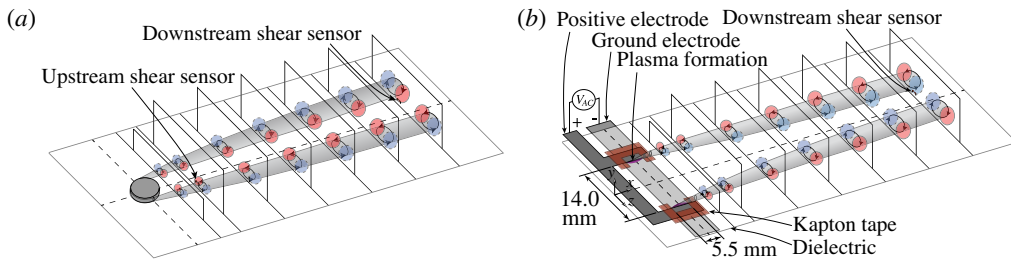 (a)
Downstream shear sensor
Upstream shear sensor
(b)
Positive electrode
Downstream shear sensor
Ground electrode
Plasma formation
V_AC
+ -
14.0
mm
Kapton tape
Dielectric
5.5 mm